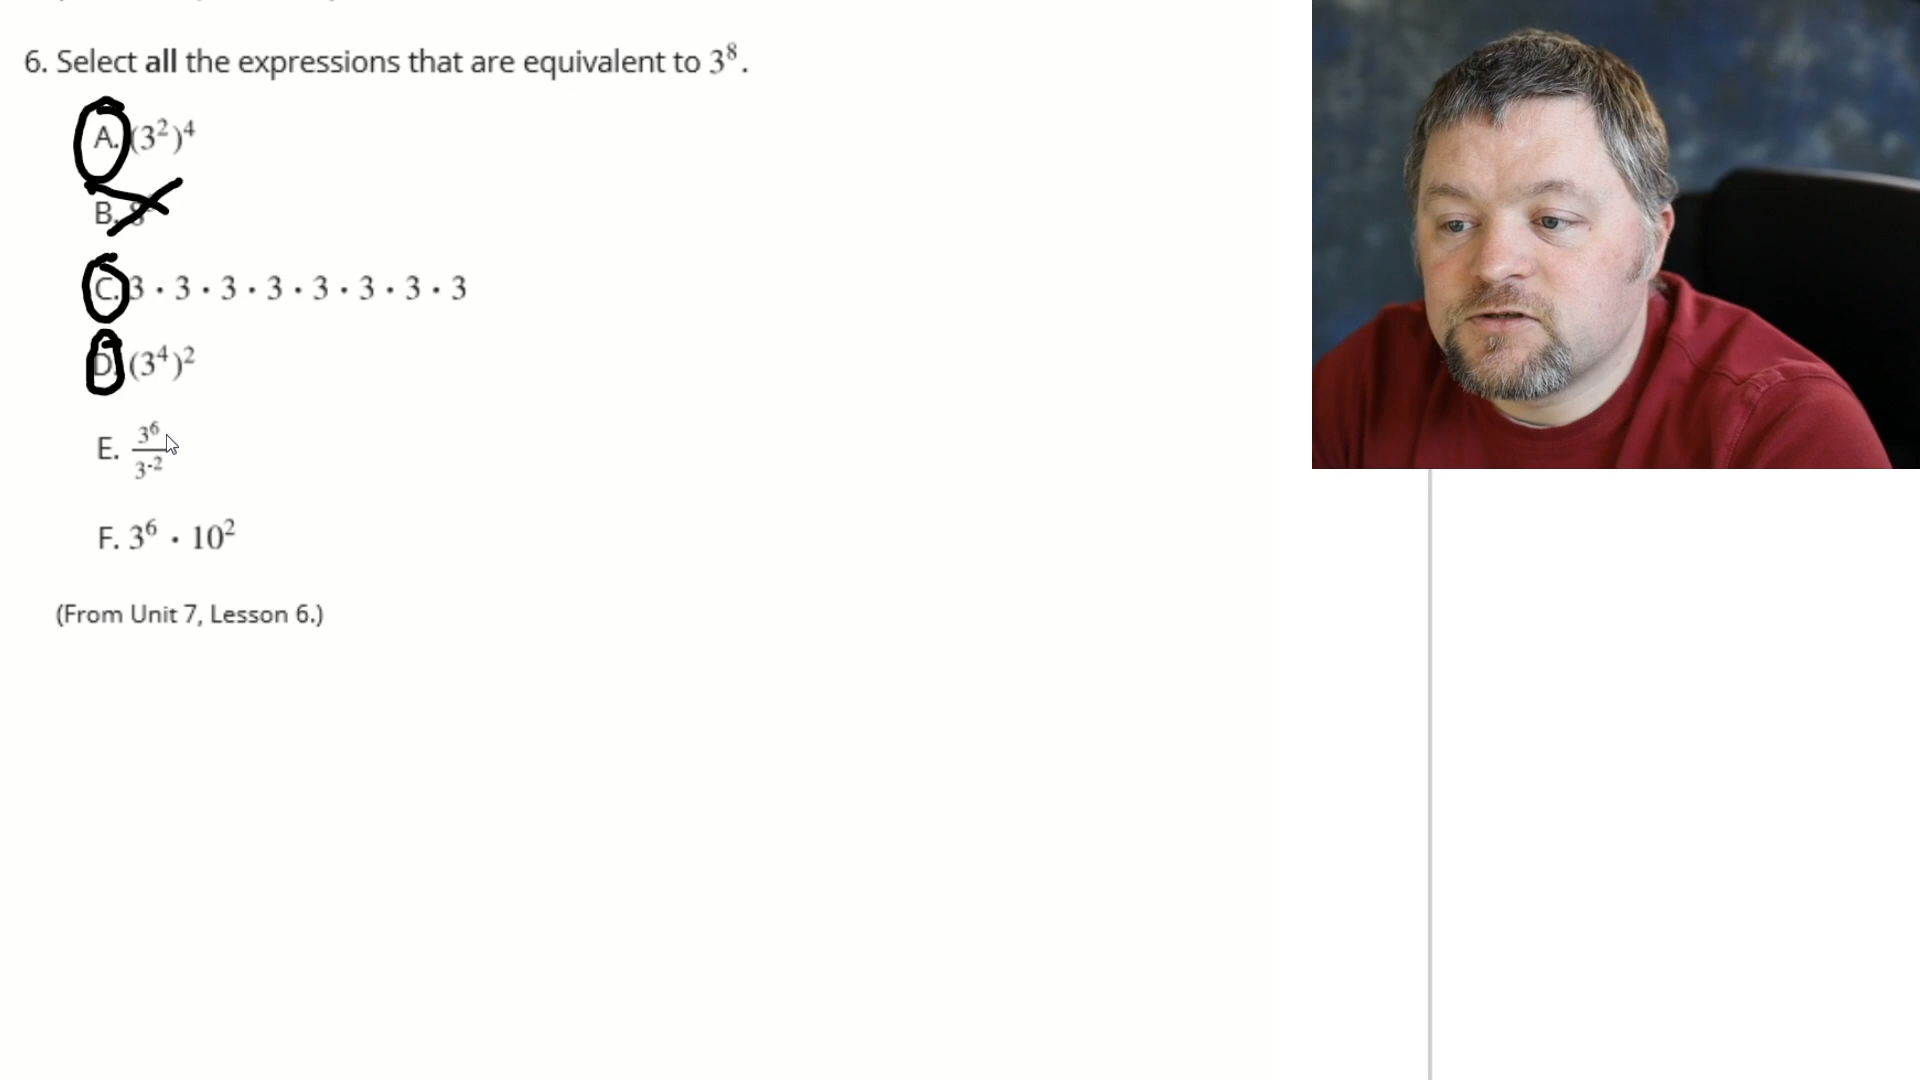 6. Select all the expressions that are equivalent to 3⁸.
A. (3²)⁴
B. 8
C. 3 · 3 · 3 · 3 · 3 · 3 · 3 · 3
D. (3⁴)²
E. 3⁶/3⁻²
F. 3⁶ · 10²
(From Unit 7, Lesson 6.)